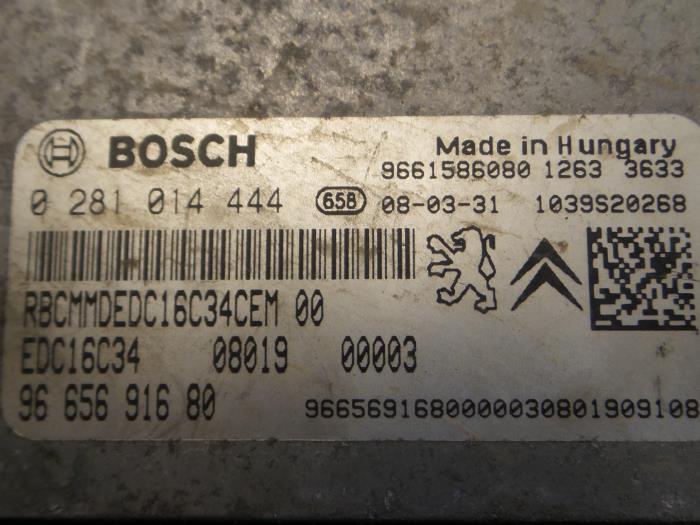 BOSCH
Made in Hungary
9661586080 1263 3633
0 281 014 444 658 08-03-31 1039S20268
RBCMMDEDC16C34CEM 00
EDC16C34 08019 00003
96 656 916 80 96656916800000030801909108